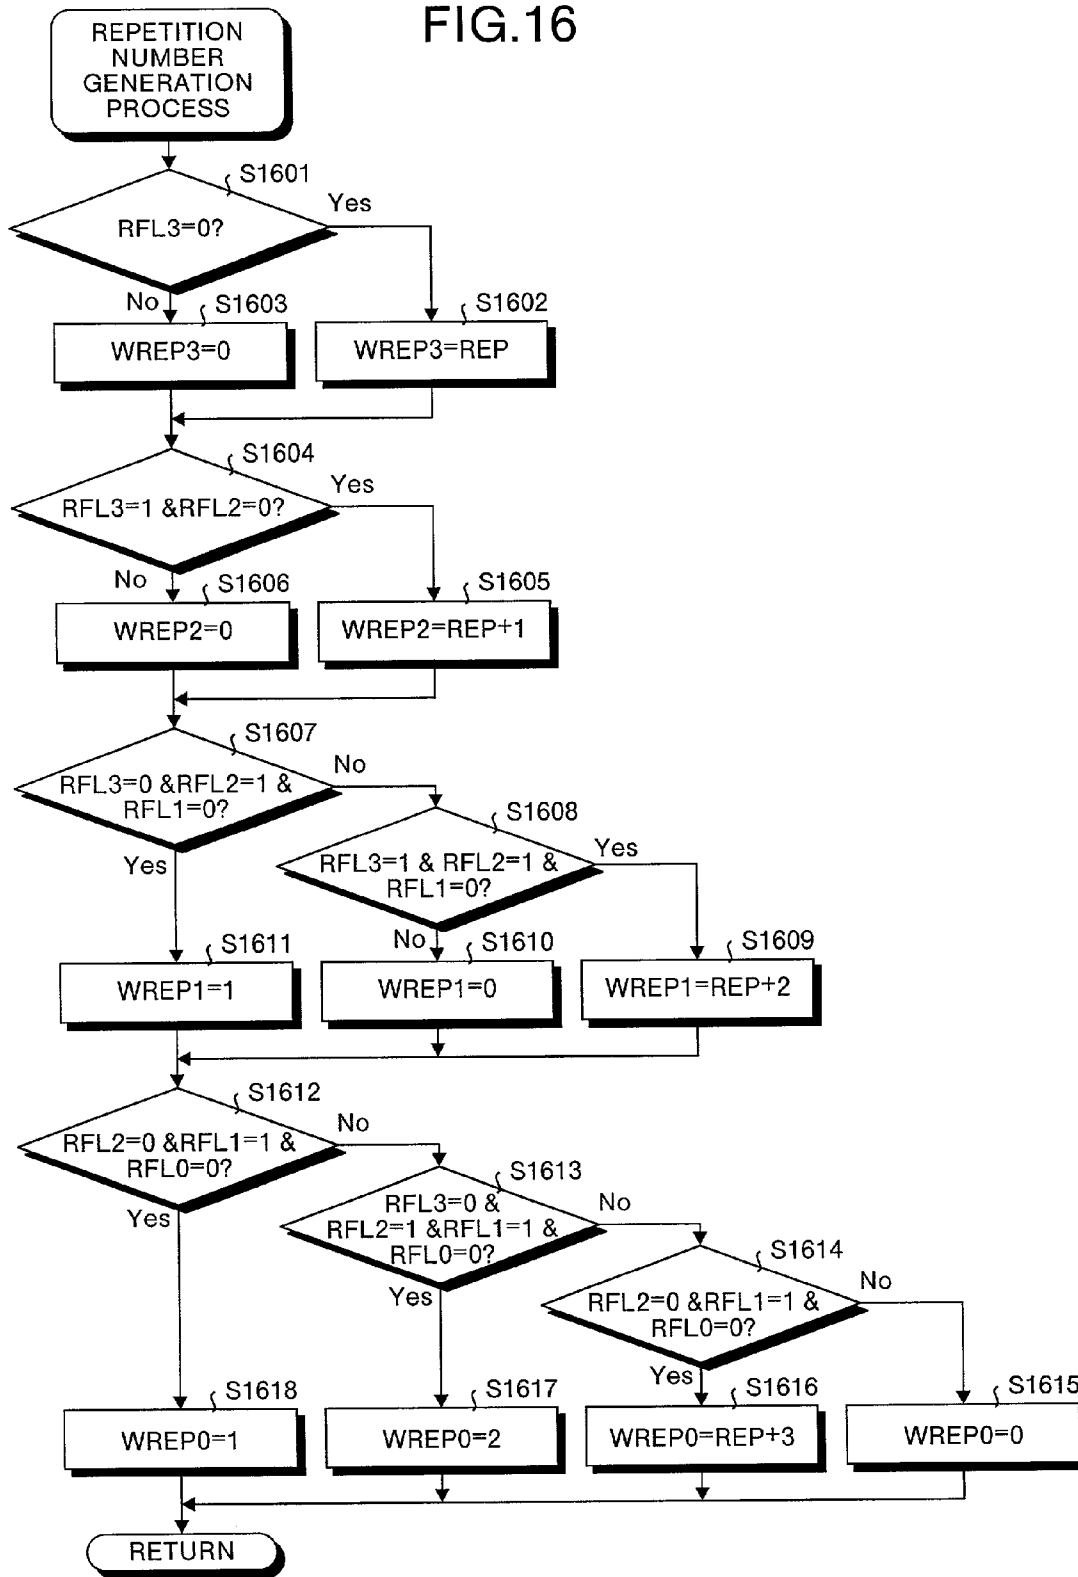 FIG.16
REPETITION
NUMBER
GENERATION
PROCESS
S1601
RFL3=0?
Yes
No
S1603
WREP3=0
S1602
WREP3=REP
S1604
RFL3=1 &RFL2=0?
Yes
No
S1606
WREP2=0
S1605
WREP2=REP+1
S1607
RFL3=0 &RFL2=1 &
RFL1=0?
No
Yes
S1608
RFL3=1 & RFL2=1 &
RFL1=0?
Yes
No
S1611
WREP1=1
S1610
WREP1=0
S1609
WREP1=REP+2
S1612
RFL2=0 &RFL1=1 &
RFL0=0?
No
Yes
S1613
RFL3=0 &
RFL2=1 &RFL1=1 &
RFL0=0?
No
Yes
S1614
RFL2=0 &RFL1=1 &
RFL0=0?
No
Yes
S1618
WREP0=1
S1617
WREP0=2
S1616
WREP0=REP+3
S1615
WREP0=0
RETURN